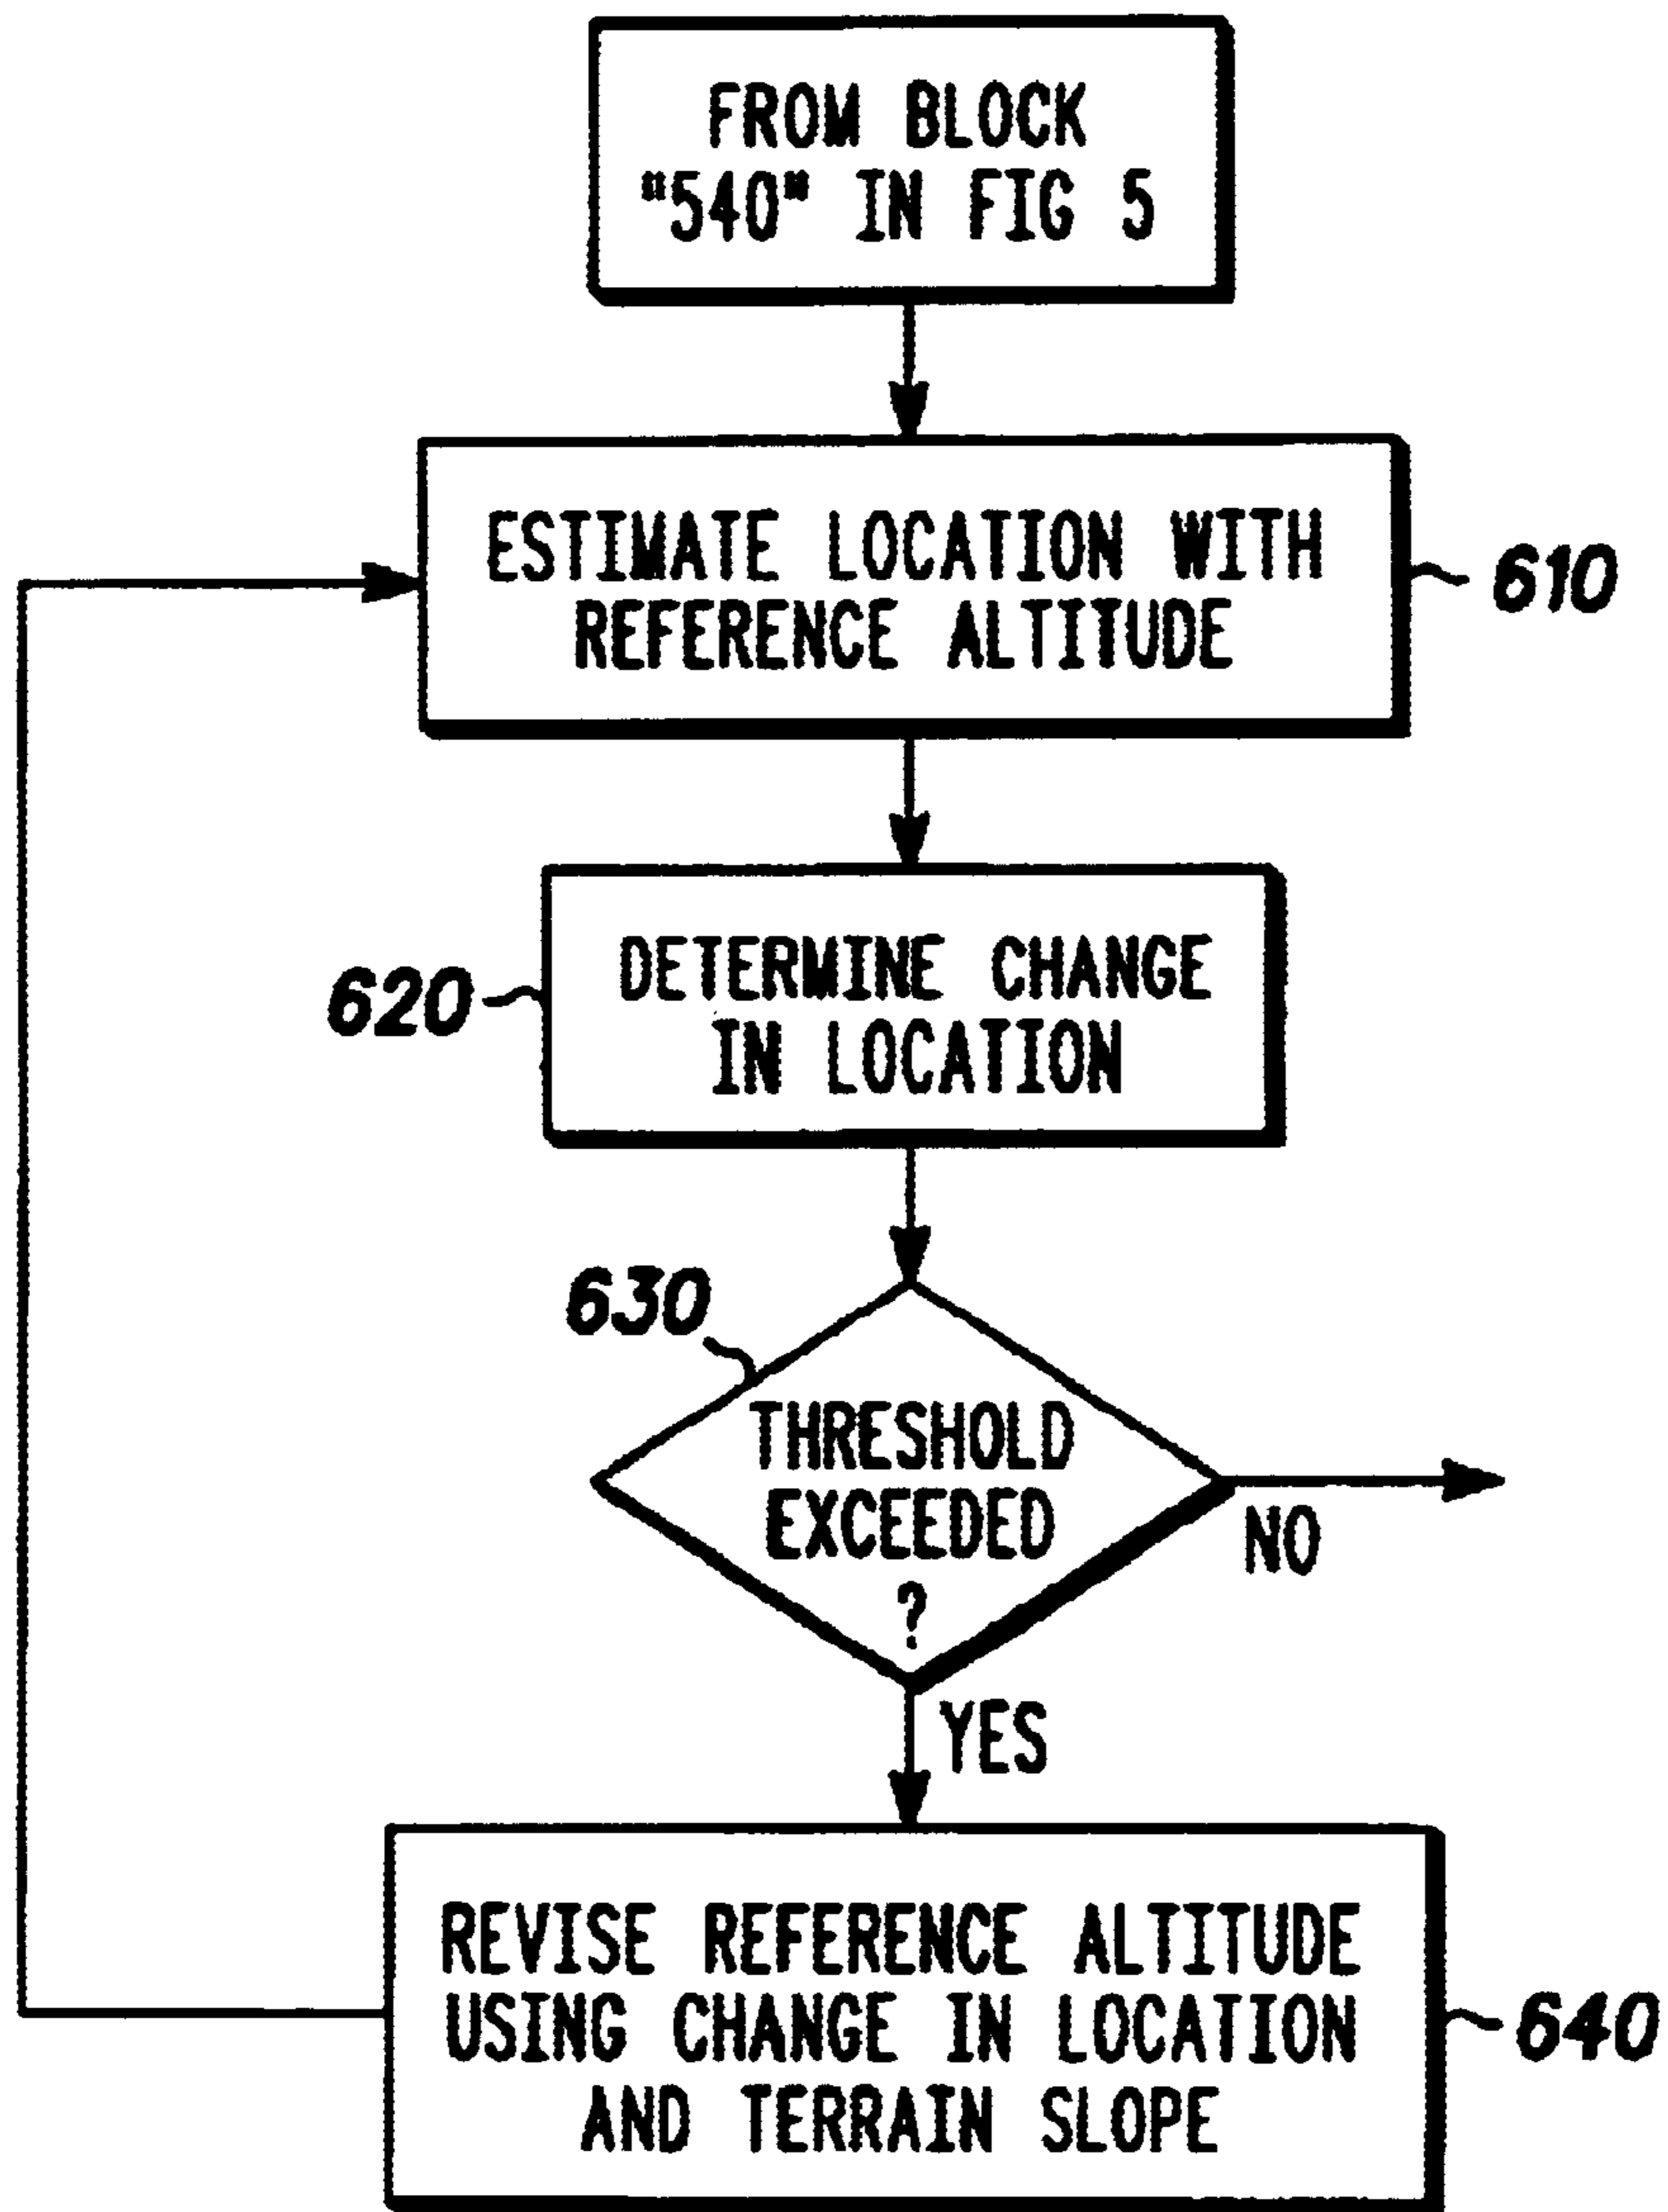 FROM BLOCK
"540" IN FIG 5
ESTIMATE LOCATION WITH
REFERENCE ALTITUDE
610
DETERMINE CHANGE
IN LOCATION
620
630
THRESHOLD
EXCEEDED
?
NO
YES
REVISE REFERENCE ALTITUDE
USING CHANGE IN LOCATION
AND TERRAIN SLOPE
640